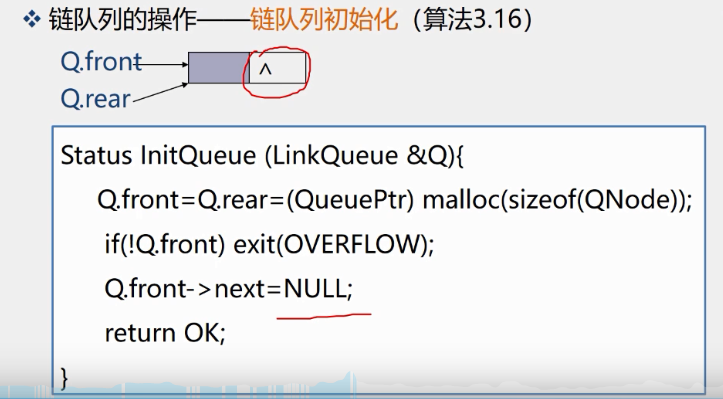 ❖ 链队列的操作——链队列初始化（算法3.16）
Q.front
^
Q.rear
Status InitQueue (LinkQueue &Q){
Q.front=Q.rear=(QueuePtr) malloc(sizeof(QNode));
if(!Q.front) exit(OVERFLOW);
Q.front->next=NULL;
return OK;
}